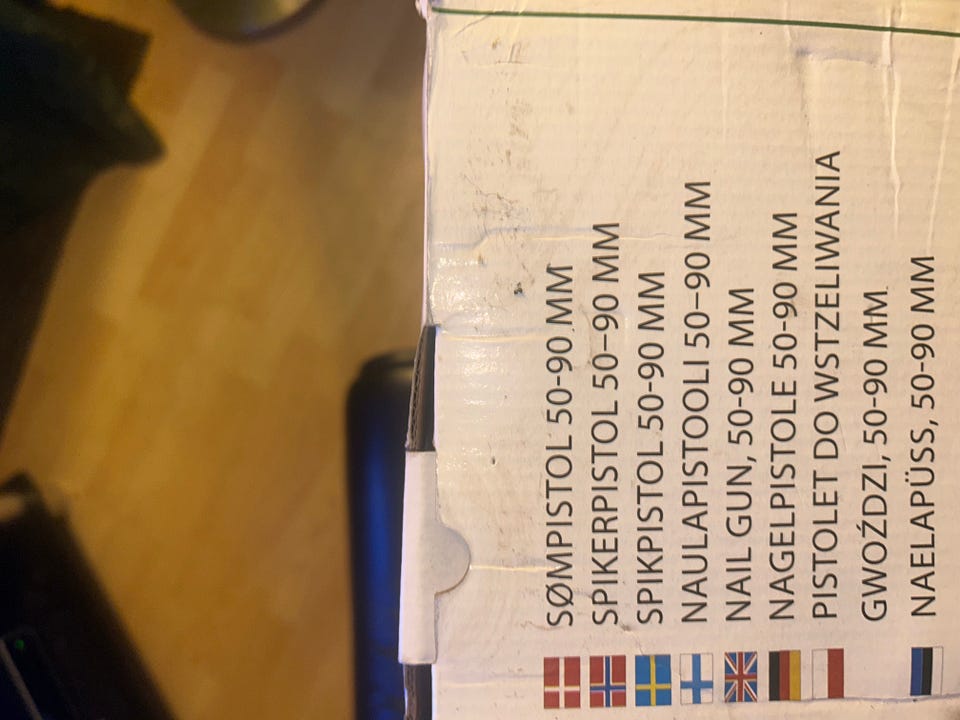 SØMPISTOL 50-90 MM
SPIKERPISTOL 50–90 MM
SPIKPISTOL 50-90 MM
NAULAPISTOOLI 50–90 MM
NAIL GUN, 50-90 MM
NAGELPISTOLE 50-90 MM
PISTOLET DO WSTZELIWANIA
GWOŹDZI, 50-90 MM
NAELAPÜSS, 50-90 MM